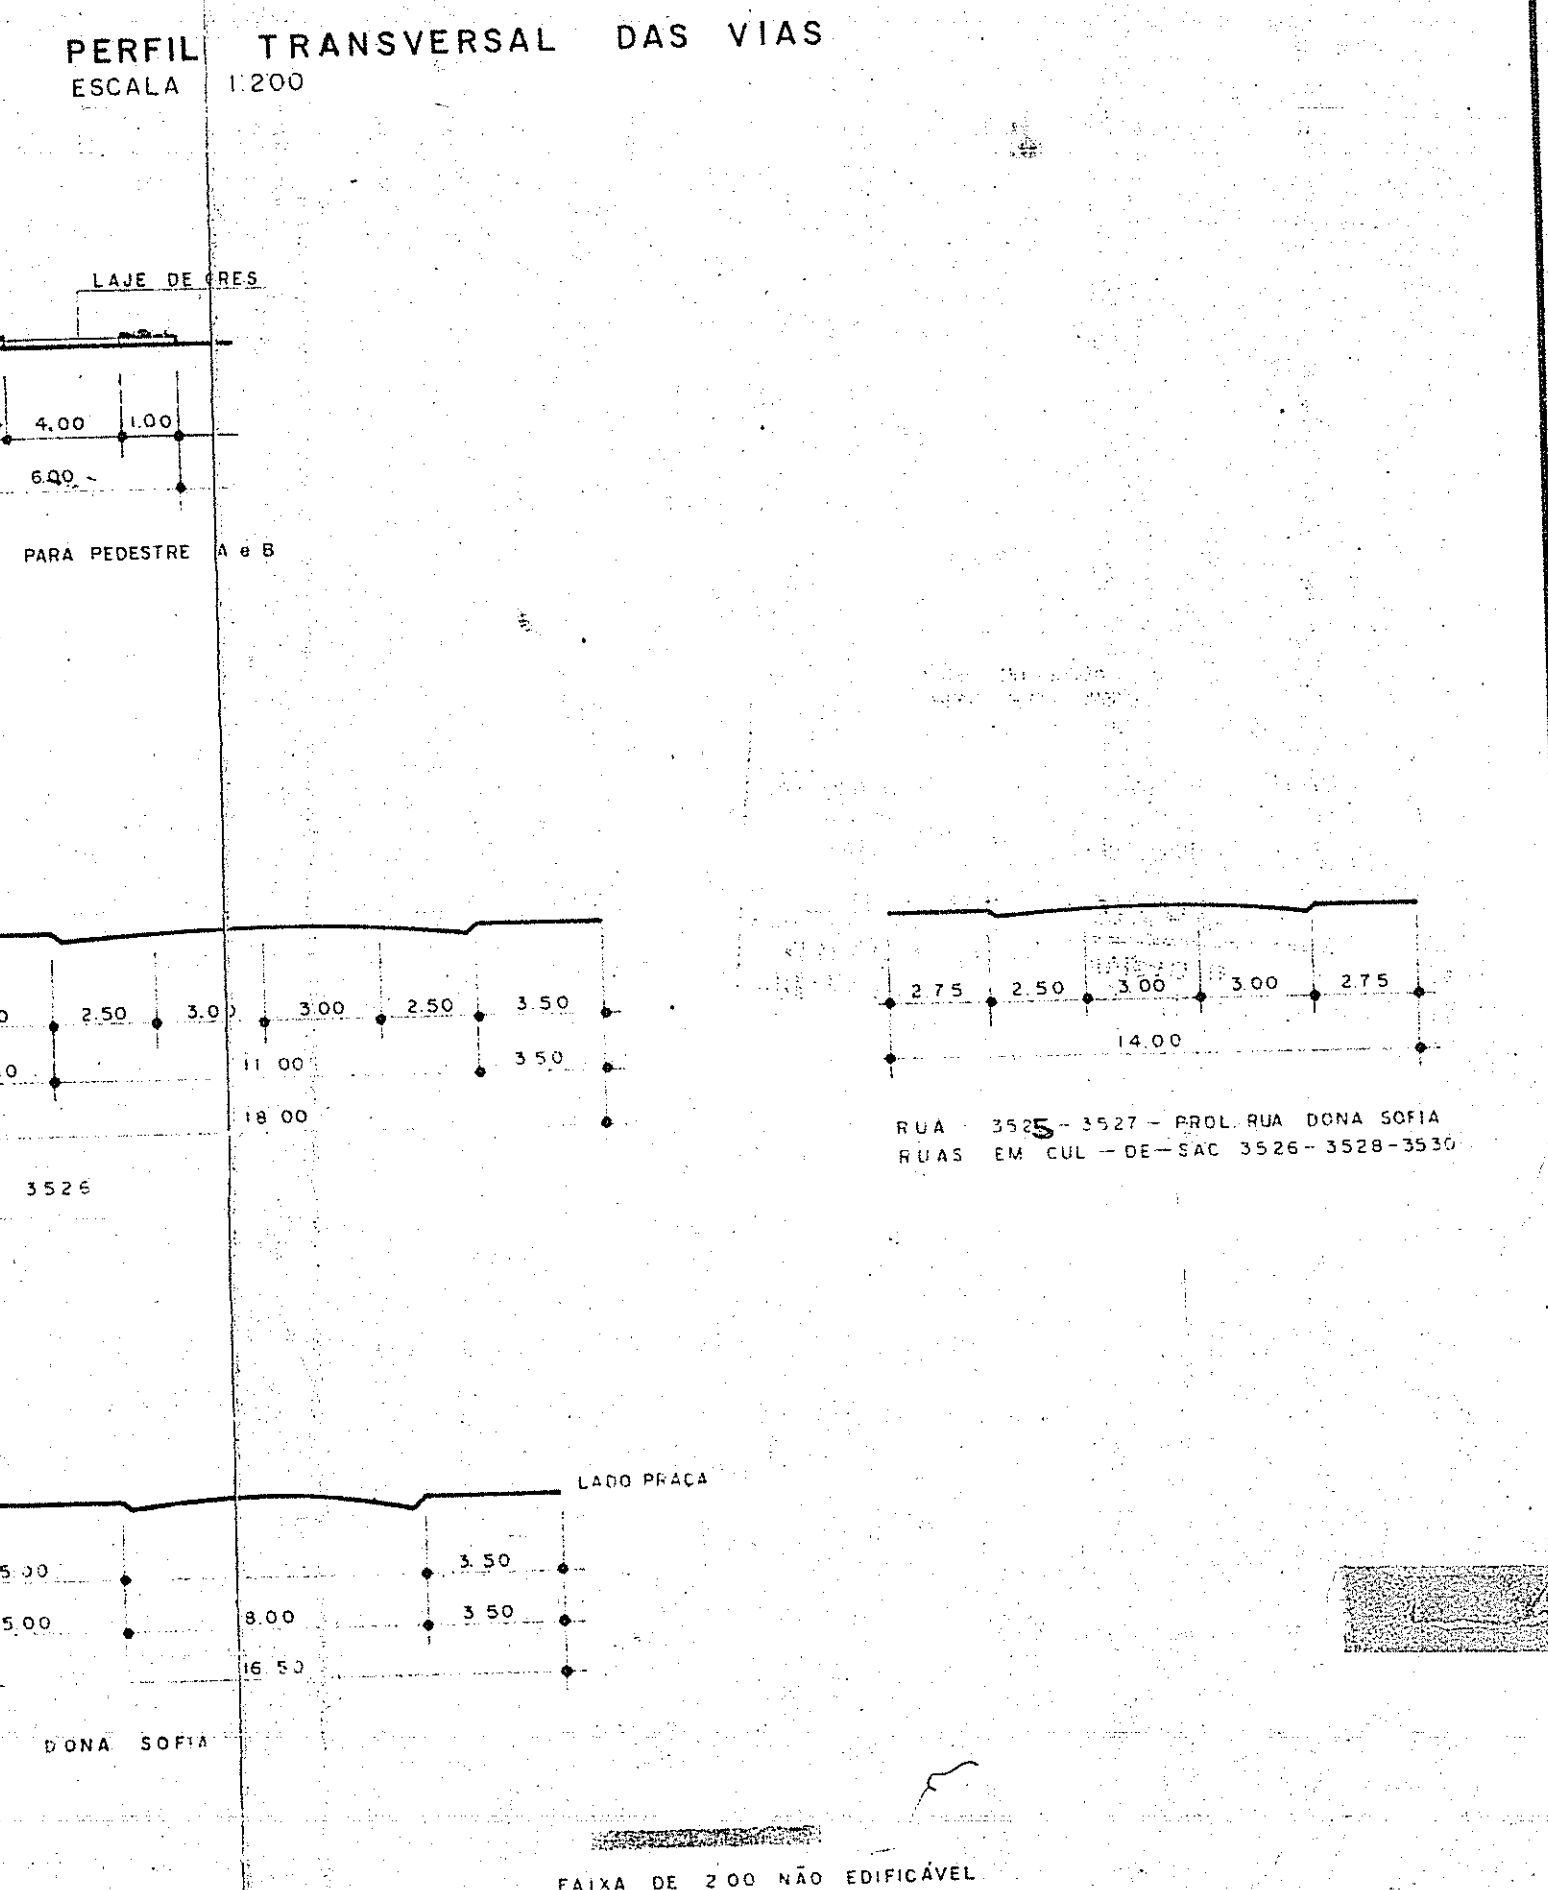 PERFIL TRANSVERSAL DAS VIAS
ESCALA 1:200
LAJE DE GRES
4.00 1.00
6.00
PARA PEDESTRE A e B
2.50 3.00 3.00 2.50 3.50
11.00 3.50
18.00
3526
2.75 2.50 3.00 3.00 2.75
14.00
RUA 3525 - 3527 - PROL. RUA DONA SOFIA
RUAS EM CUL - DE - SAC 3526 - 3528 - 3530
LADO PRAÇA
5.00 3.50
5.00 8.00 3.50
16.50
DONA SOFIA
FAIXA DE 2.00 NÃO EDIFICÁVEL